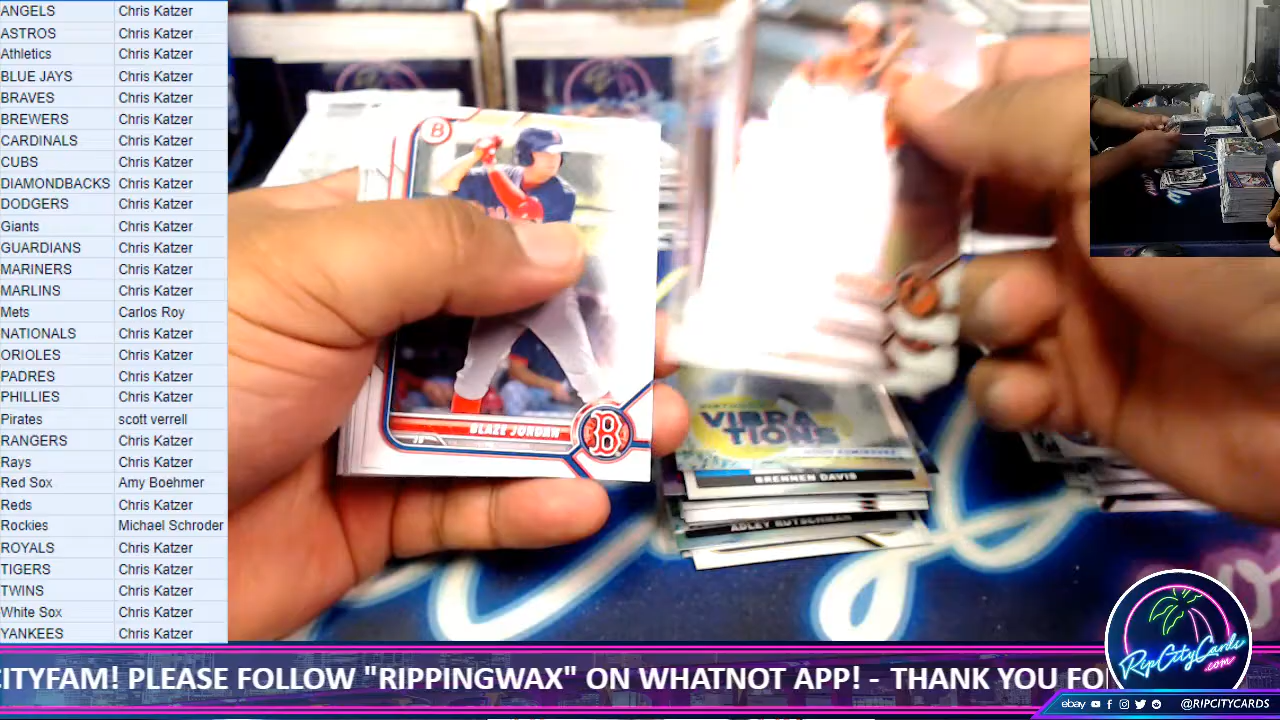 ANGELS Chris Katzer
ASTROS Chris Katzer
Athletics Chris Katzer
BLUE JAYS Chris Katzer
BRAVES Chris Katzer
BREWERS Chris Katzer
CARDINALS Chris Katzer
CUBS Chris Katzer
DIAMONDBACKS Chris Katzer
DODGERS Chris Katzer
Giants Chris Katzer
GUARDIANS Chris Katzer
MARINERS Chris Katzer
MARLINS Chris Katzer
Mets Carlos Roy
NATIONALS Chris Katzer
ORIOLES Chris Katzer
PADRES Chris Katzer
PHILLIES Chris Katzer
Pirates scott verrell
RANGERS Chris Katzer
Rays Chris Katzer
Red Sox Amy Boehmer
Reds Chris Katzer
Rockies Michael Schroder
ROYALS Chris Katzer
TIGERS Chris Katzer
TWINS Chris Katzer
White Sox Chris Katzer
YANKEES Chris Katzer
B
BLAZE JORDAN
B
VIBRA
TIONS
BRENNEN DAVIS
ADLEY RUTSCHMAN
CITYFAM! PLEASE FOLLOW "RIPPINGWAX" ON WHATNOT APP! - THANK YOU FO
RipCityCards
.com
ebay @RIPCITYCARDS